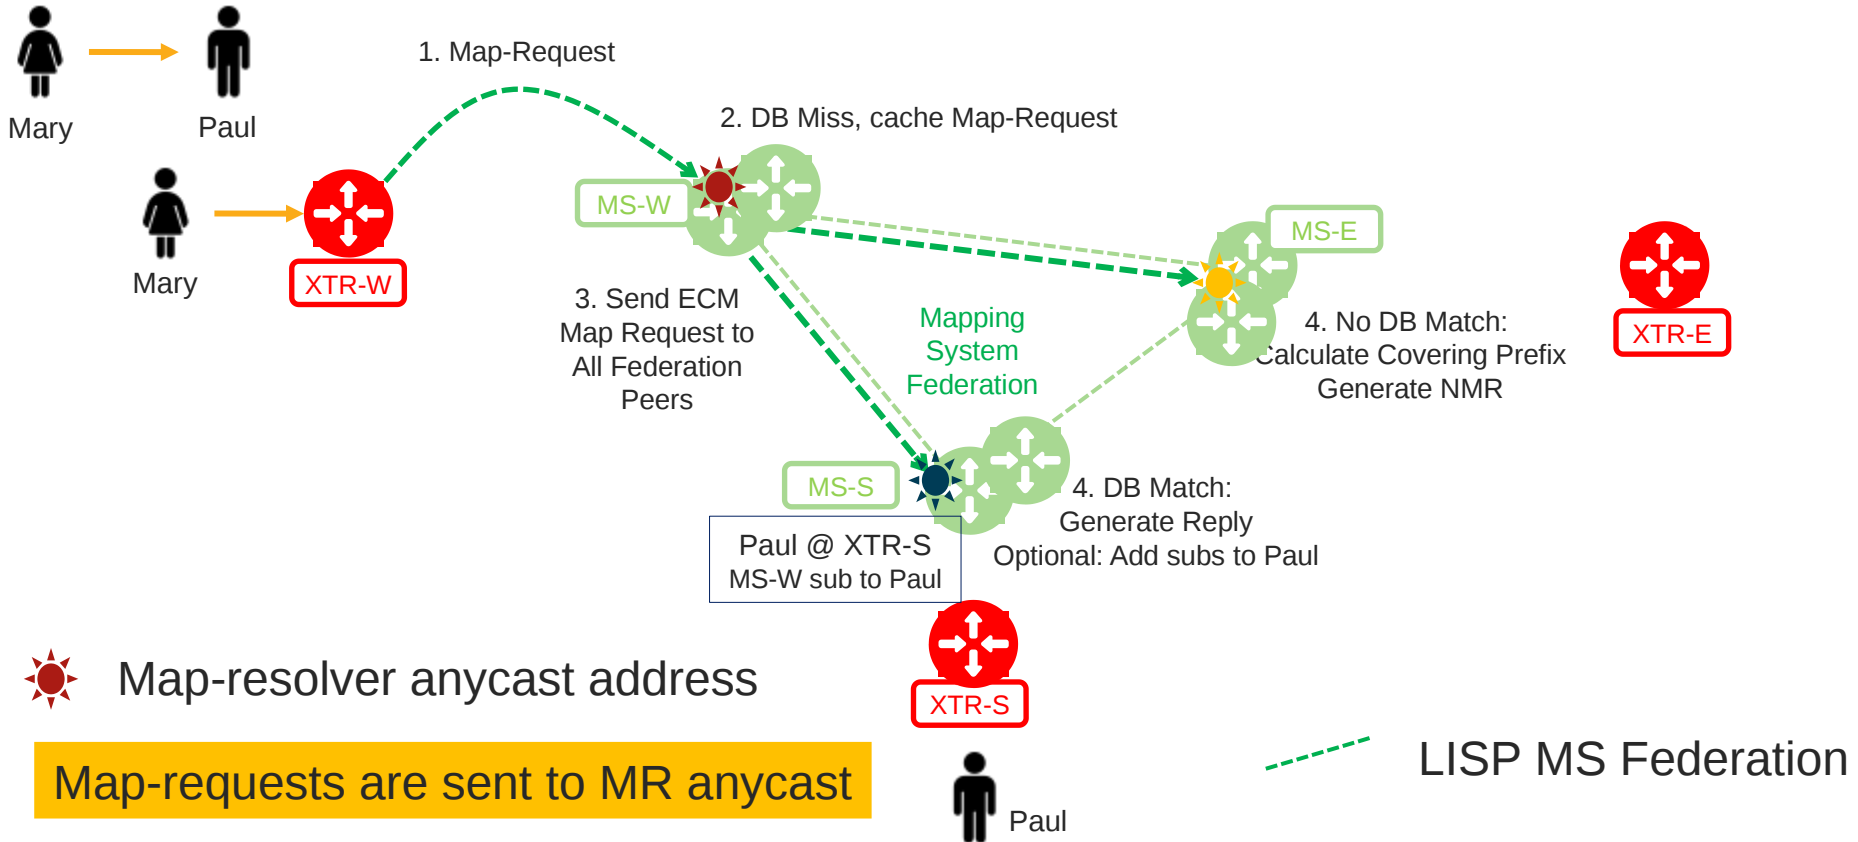 1. Map-Request
Mary
Paul
2. DB Miss, cache Map-Request
MS-W
MS-E
Mary
XTR-W
3. Send ECM
Map Request to
All Federation
Peers
Mapping
System
Federation
4. No DB Match:
Calculate Covering Prefix
Generate NMR
XTR-E
MS-S
4. DB Match:
Generate Reply
Optional: Add subs to Paul
Paul @ XTR-S
MS-W sub to Paul
Map-resolver anycast address
XTR-S
Map-requests are sent to MR anycast
LISP MS Federation
Paul